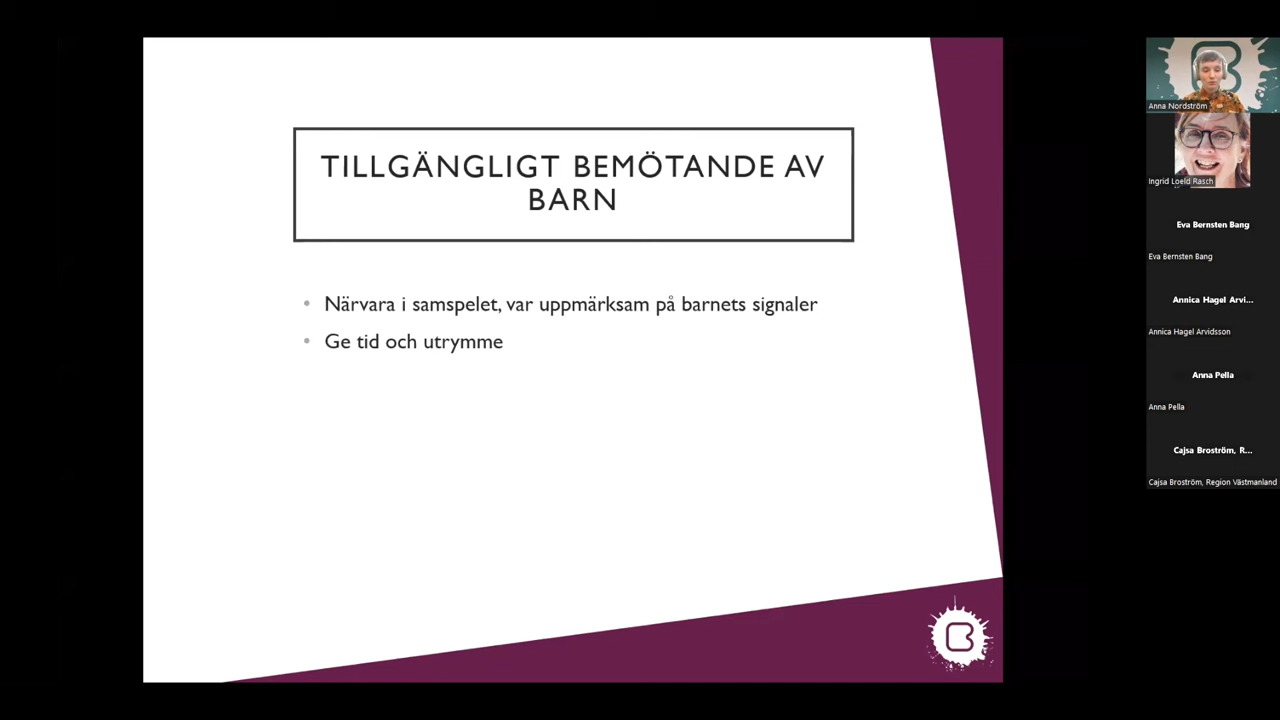 TILLGÄNGLIGT BEMÖTANDE AV
BARN
Närvara i samspelet, var uppmärksam på barnets signaler
Ge tid och utrymme
Anna Nordström
Ingrid Loeld Rasch
Eva Bernsten Bang
Eva Bernsten Bang
Annica Hagel Arvi...
Annica Hagel Arvidsson
Anna Pella
Anna Pella
Cajsa Broström, R...
Cajsa Broström, Region Västmanland